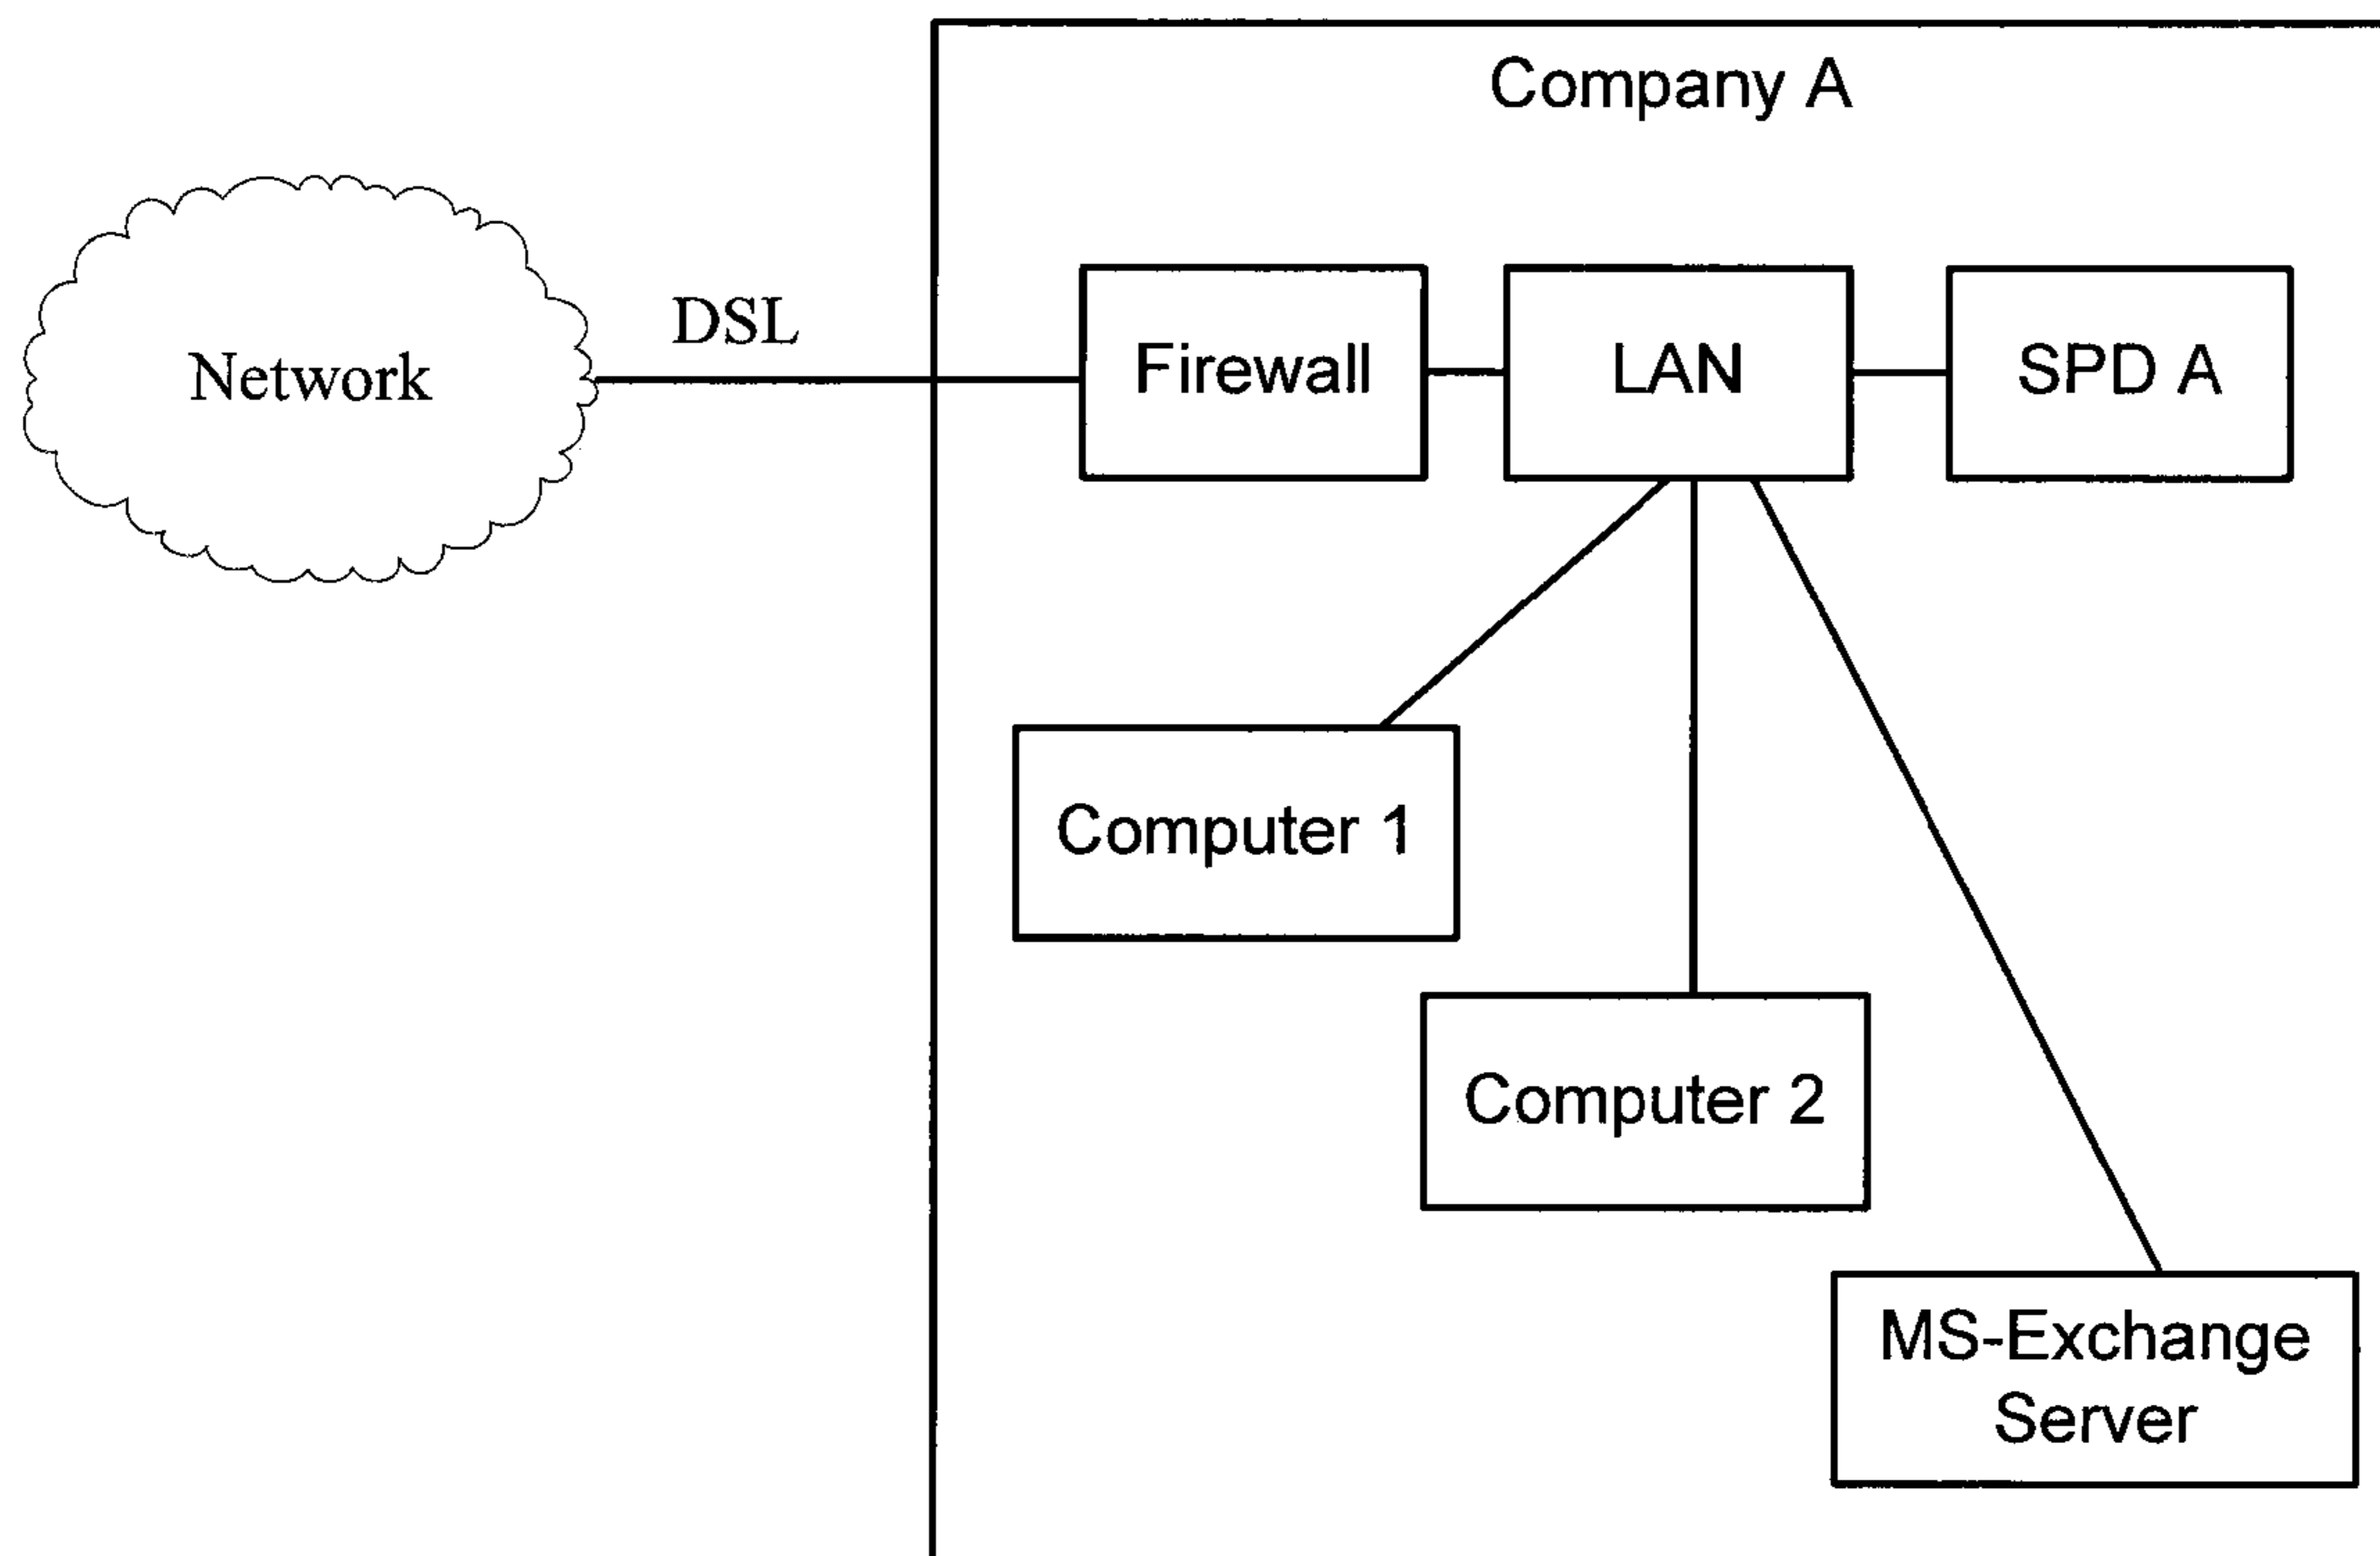 Company A
DSL
Network
Firewall
LAN
SPD A
Computer 1
Computer 2
MS-Exchange
Server